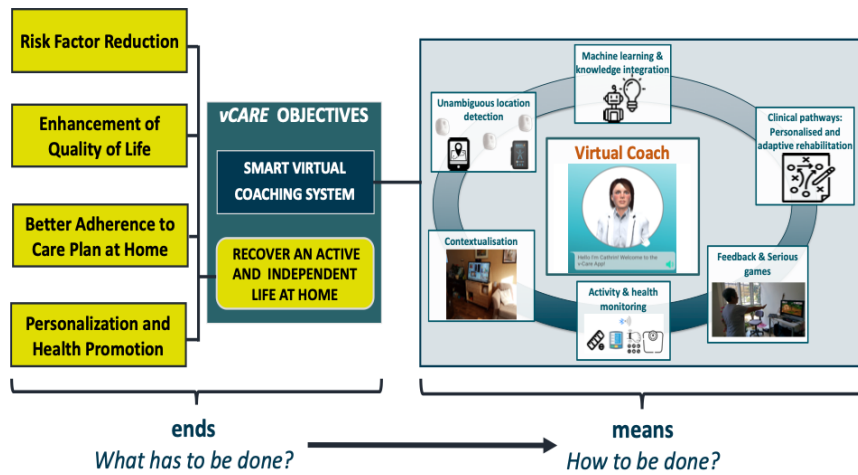 Risk Factor Reduction
Enhancement of
Quality of Life
Better Adherence to
Care Plan at Home
Personalization and
Health Promotion
vCARE OBJECTIVES
SMART VIRTUAL
COACHING SYSTEM
RECOVER AN ACTIVE
AND INDEPENDENT
LIFE AT HOME
Machine learning &
knowledge integration
Unambiguous location
detection
Clinical pathways:
Personalised and
adaptive rehabilitation
Virtual Coach
Hello I'm Cathein! Welcome to the
vCare App!
Contextualisation
Feedback & Serious
games
Activity & health
monitoring
ends
What has to be done?
means
How to be done?